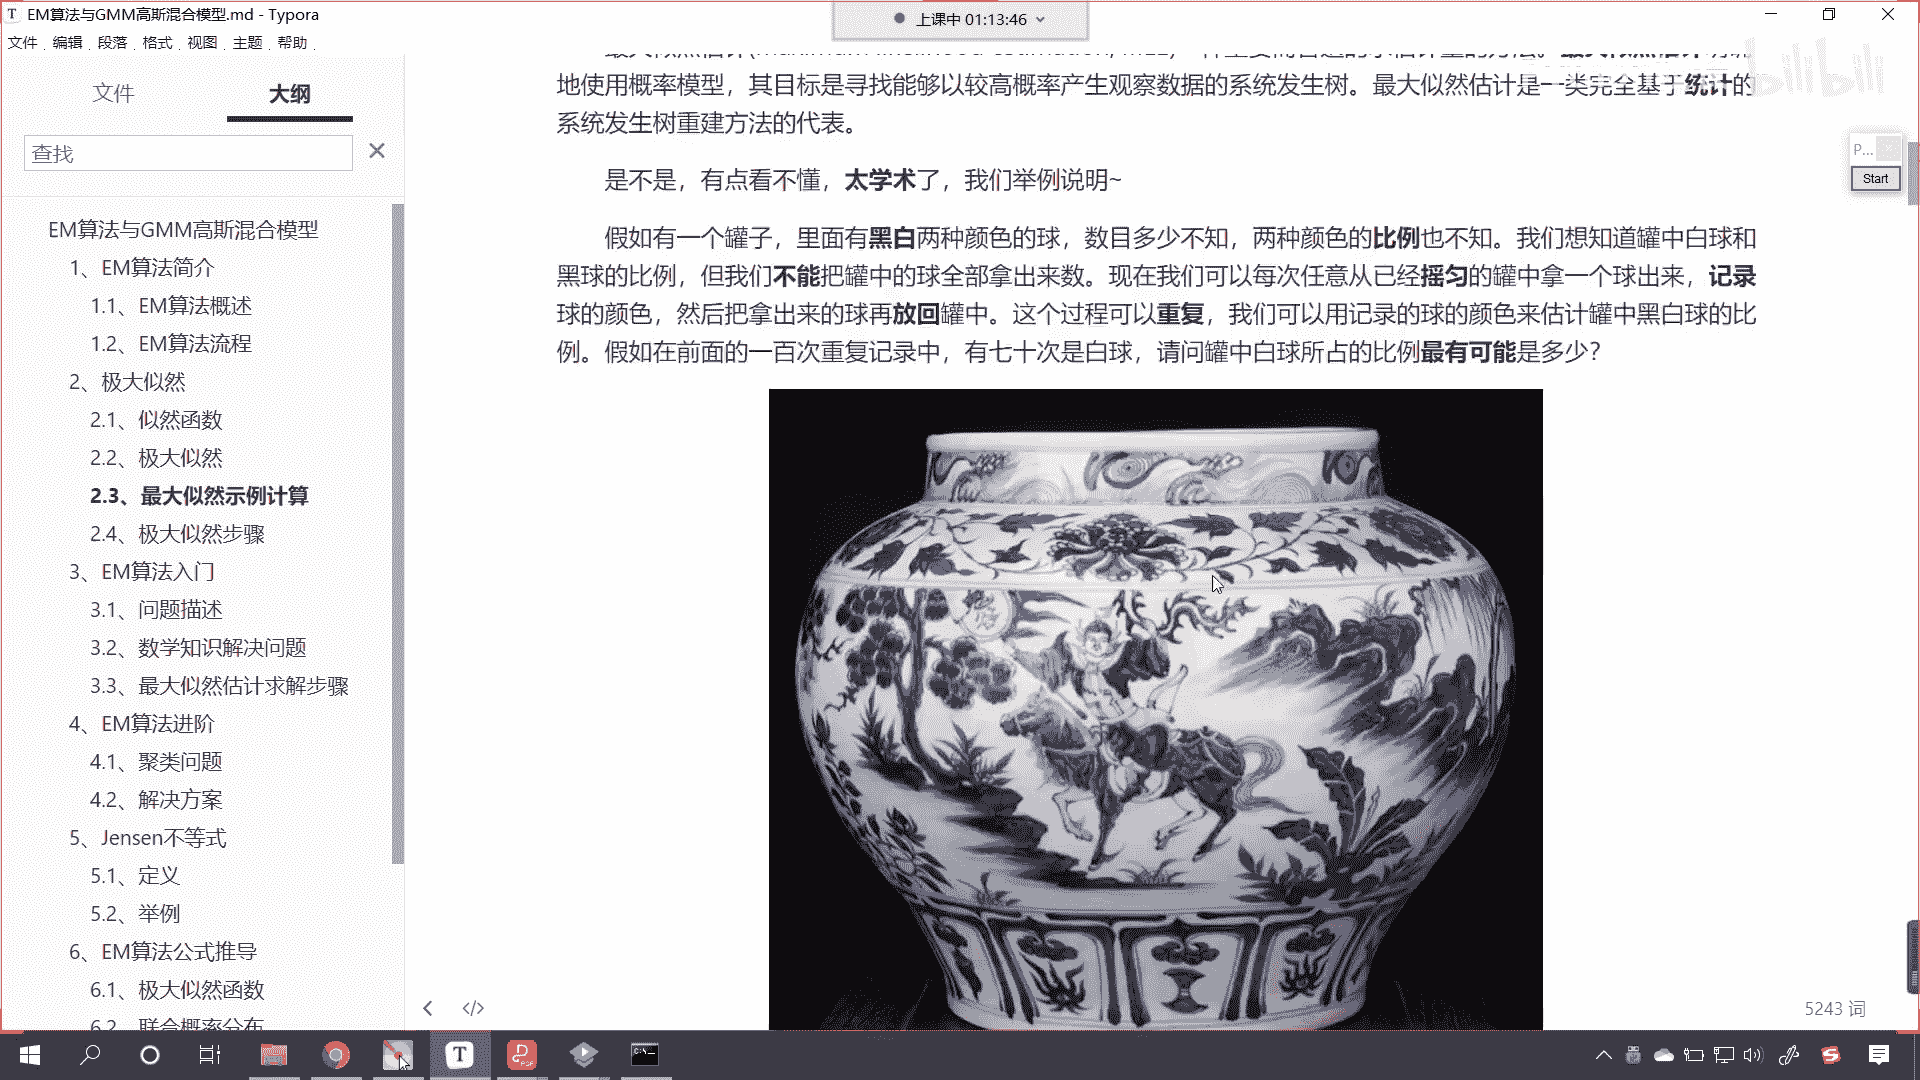 EM算法与GMM高斯混合模型.md - Typora
上课中 01:13:46
文件 编辑 段落 格式 视图 主题 帮助
文件 大纲
查找
EM算法与GMM高斯混合模型
1、EM算法简介
1.1、EM算法概述
1.2、EM算法流程
2、极大似然
2.1、似然函数
2.2、极大似然
2.3、最大似然示例计算
2.4、极大似然步骤
3、EM算法入门
3.1、问题描述
3.2、数学知识解决问题
3.3、最大似然估计求解步骤
4、EM算法进阶
4.1、聚类问题
4.2、解决方案
5、Jensen不等式
5.1、定义
5.2、举例
6、EM算法公式推导
6.1、极大似然函数
6.2、联合概率分布
地使用概率模型，其目标是寻找能够以较高概率产生观察数据的系统发生树。最大似然估计是一类完全基于统计的
系统发生树重建方法的代表。
是不是，有点看不懂，太学术了，我们举例说明~
假如有一个罐子，里面有黑白两种颜色的球，数目多少不知，两种颜色的比例也不知。我们想知道罐中白球和
黑球的比例，但我们不能把罐中的球全部拿出来数。现在我们可以每次任意从已经摇匀的罐中拿一个球出来，记录
球的颜色，然后把拿出来的球再放回罐中。这个过程可以重复，我们可以用记录的球的颜色来估计罐中黑白球的比
例。假如在前面的一百次重复记录中，有七十次是白球，请问罐中白球所占的比例最有可能是多少？
bilibili
P...
Start
5243 词